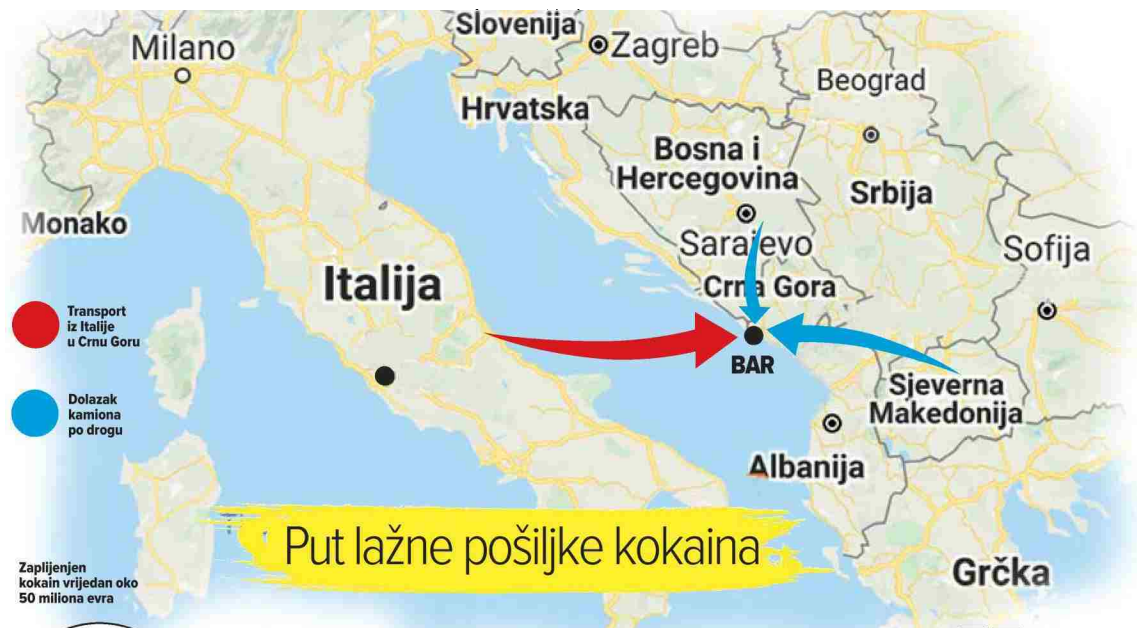 Slovenija
Milano
Zagreb
Beograd
Hrvatska
Bosna i
Hercegovina
Srbija
Monako
Sarajevo
Sofija
Italija
Crna Gora
Transport
iz Italije
u Crnu Goru
BAR
Sjeverna
Makedonija
Dolazak
kamiona
po drogu
Albanija
Put lažne pošiljke kokaina
Grčka
Zaplijenjen
kokain vrijedan oko
50 miliona evra